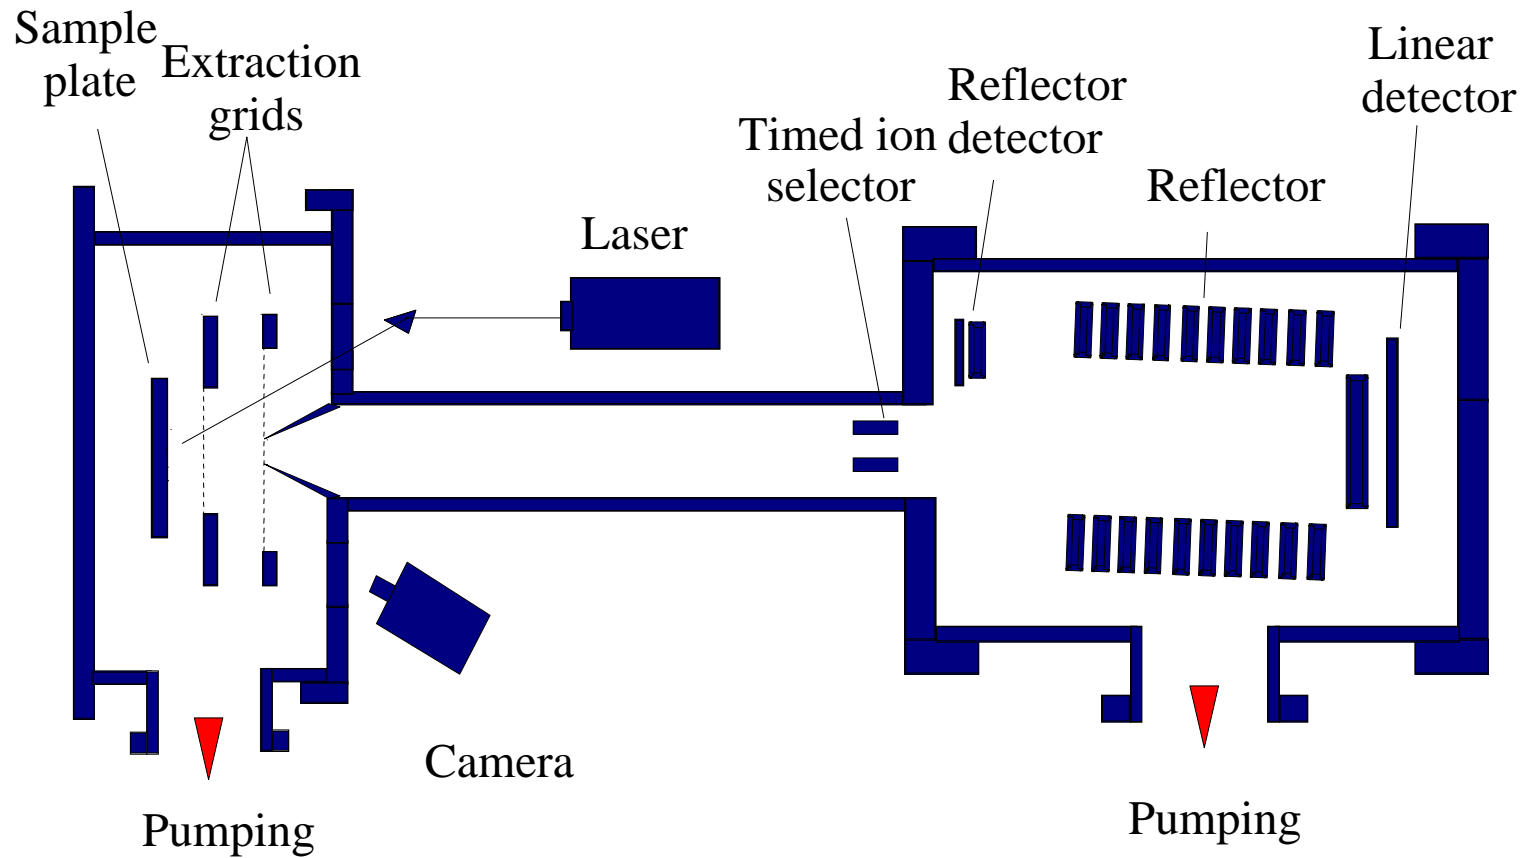 Sample
plate
Extraction
grids
Laser
Timed ion
selector
Reflector
detector
Reflector
Linear
detector
Camera
Pumping
Pumping